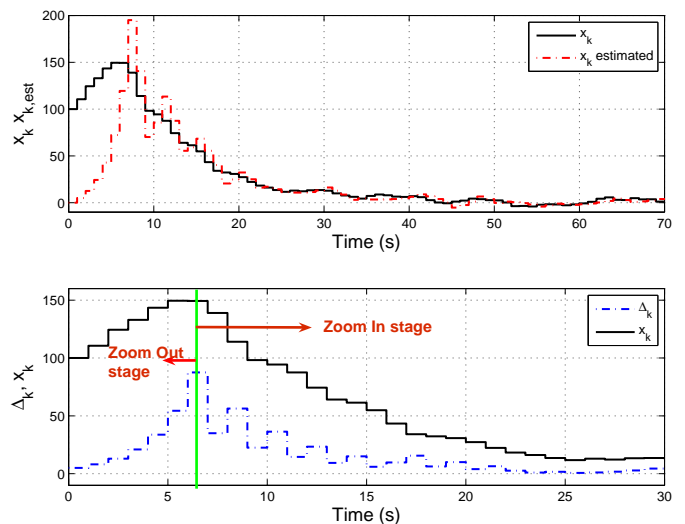 200
150
100
50
0
x_k x_k,est
0 10 20 30 40 50 60 70
Time (s)
x_k
x_k estimated
150
100
50
0
Δ_k, x_k
Zoom Out
stage
Zoom In stage
Δ_k
x_k
0 5 10 15 20 25 30
Time (s)